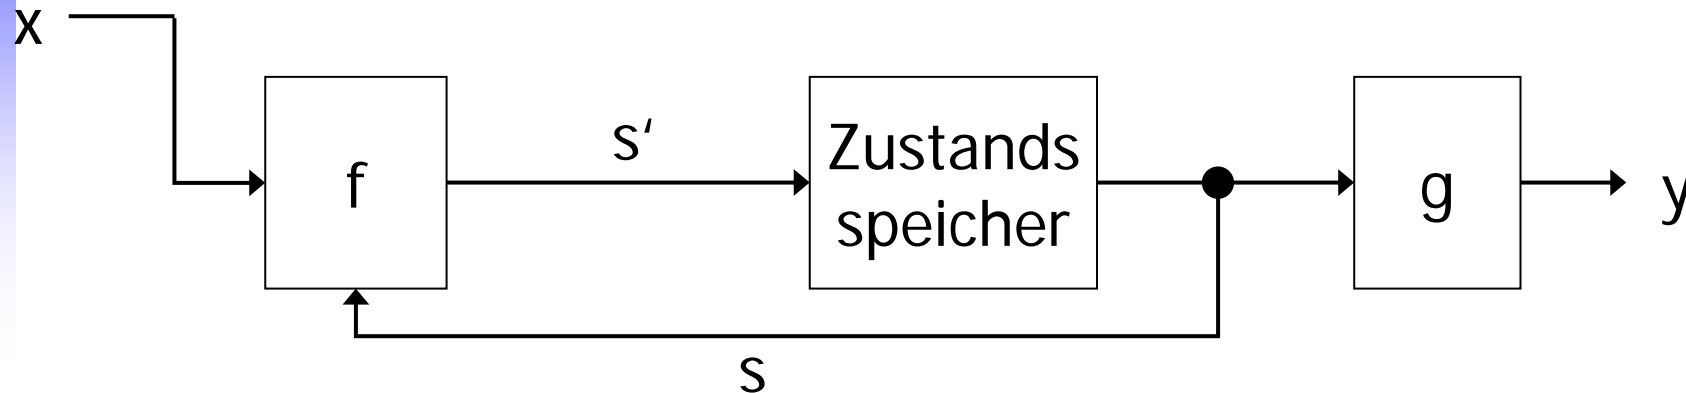 x
f
s‘
Zustands
speicher
g
y
s